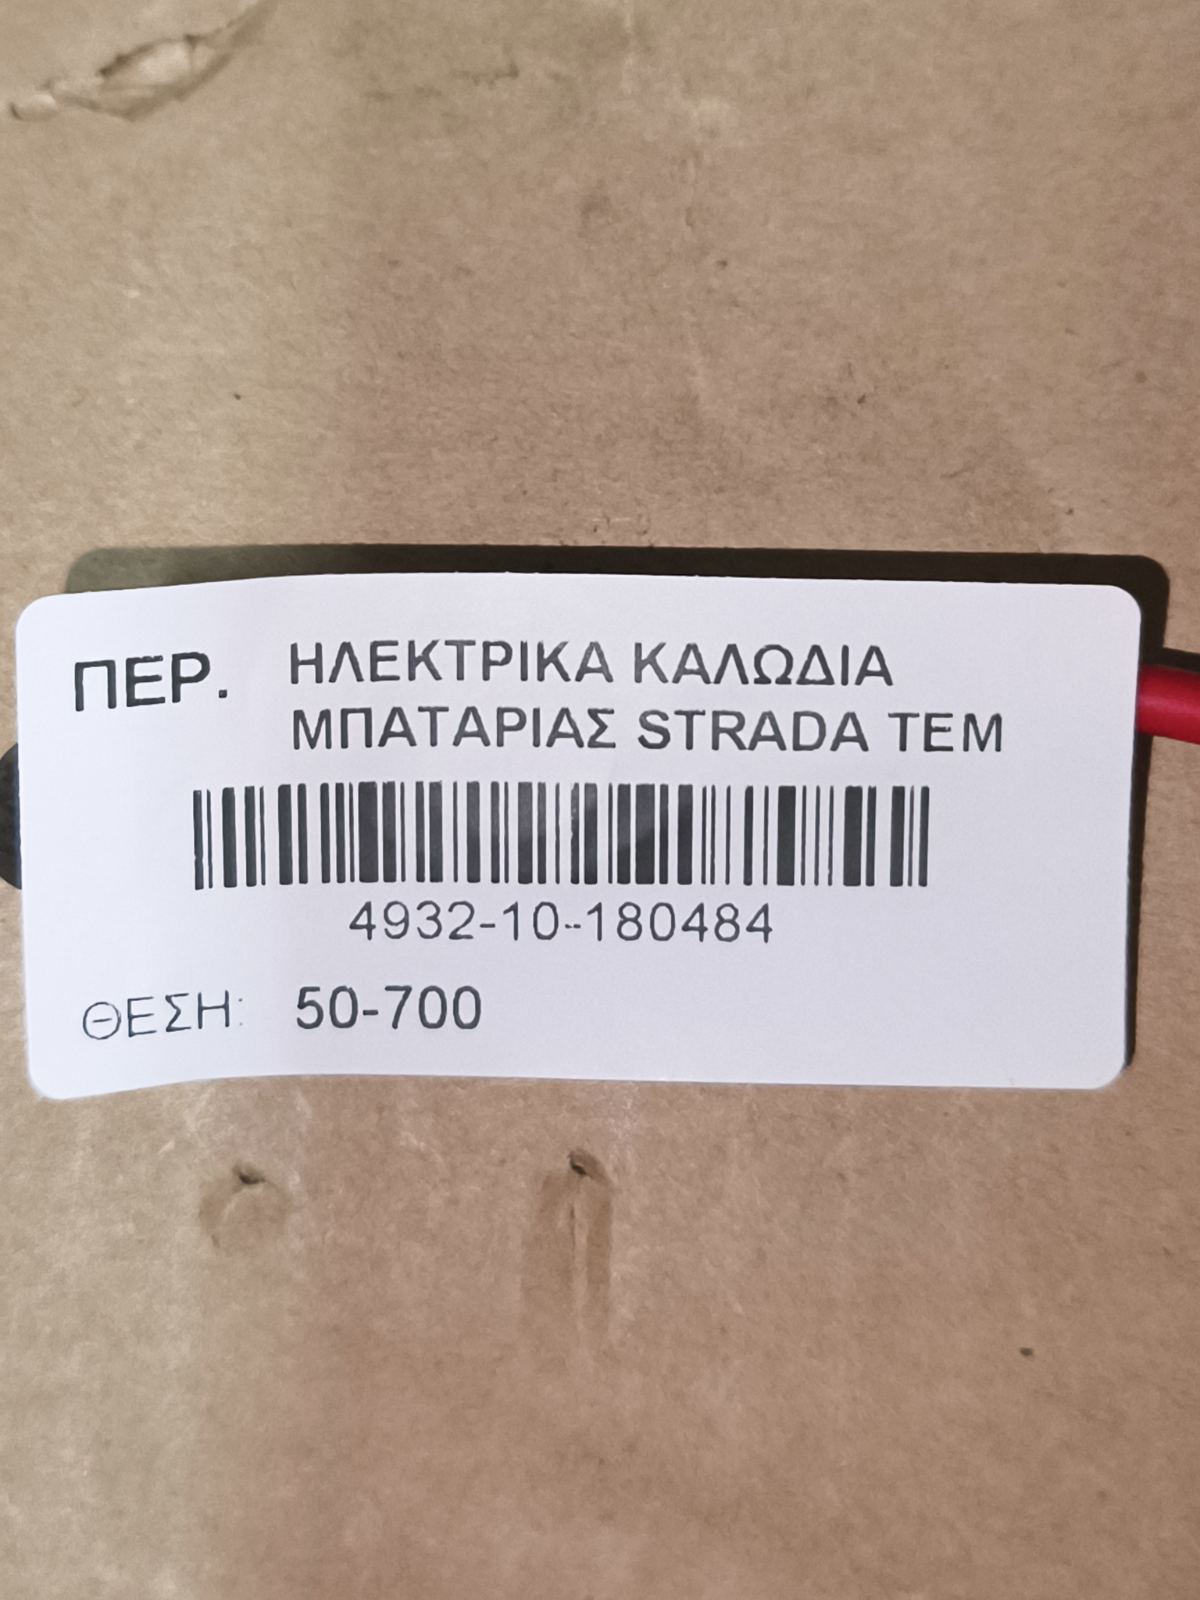 ΠΕΡ. ΗΛΕΚΤΡΙΚΑ ΚΑΛΩΔΙΑ
ΜΠΑΤΑΡΙΑΣ STRADA TEM
4932-10--180484
ΘΕΣΗ: 50-700